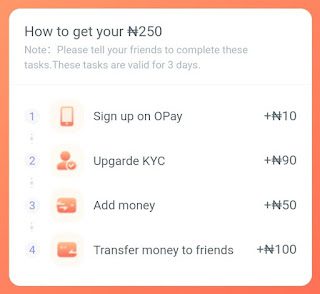 How to get your ₦250
Note：Please tell your friends to complete these
tasks.These tasks are valid for 3 days.
1 Sign up on OPay +₦10
2 Upgarde KYC +₦90
3 Add money +₦50
4 Transfer money to friends +₦100